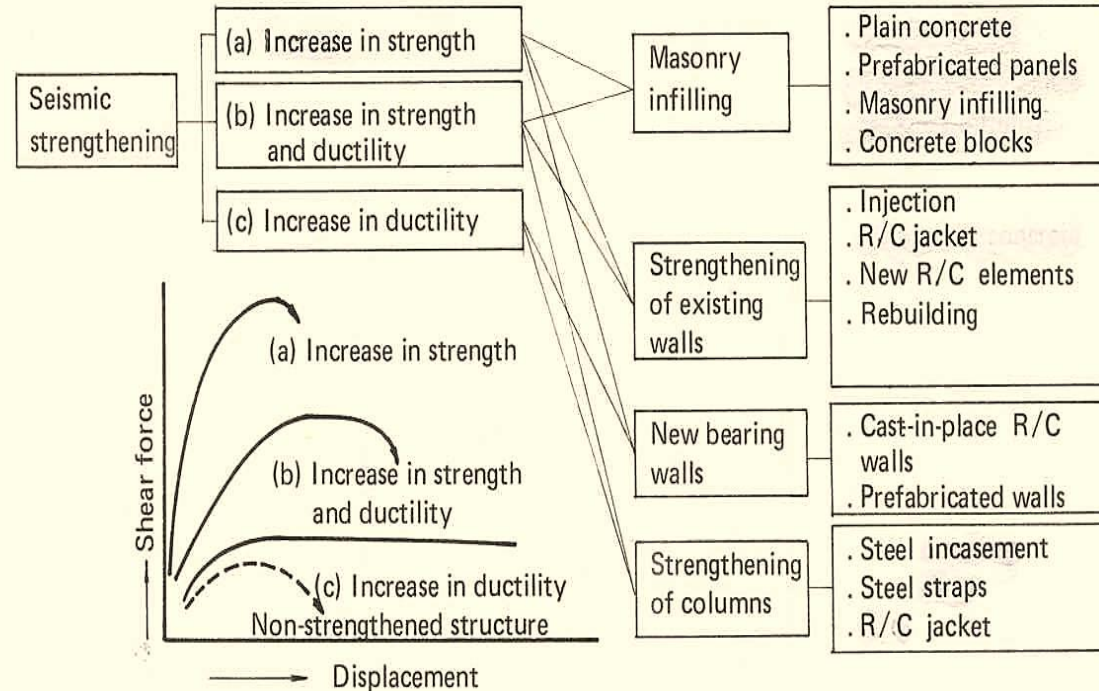 Seismic
strengthening
(a) Increase in strength
(b) Increase in strength
and ductility
(c) Increase in ductility
Masonry
infilling
. Plain concrete
. Prefabricated panels
. Masonry infilling
. Concrete blocks
Strengthening
of existing
walls
. Injection
. R/C jacket
. New R/C elements
. Rebuilding
New bearing
walls
. Cast-in-place R/C
walls
. Prefabricated walls
Strengthening
of columns
. Steel incasement
. Steel straps
. R/C jacket
Shear force
(a) Increase in strength
(b) Increase in strength
and ductility
(c) Increase in ductility
Non-strengthened structure
Displacement